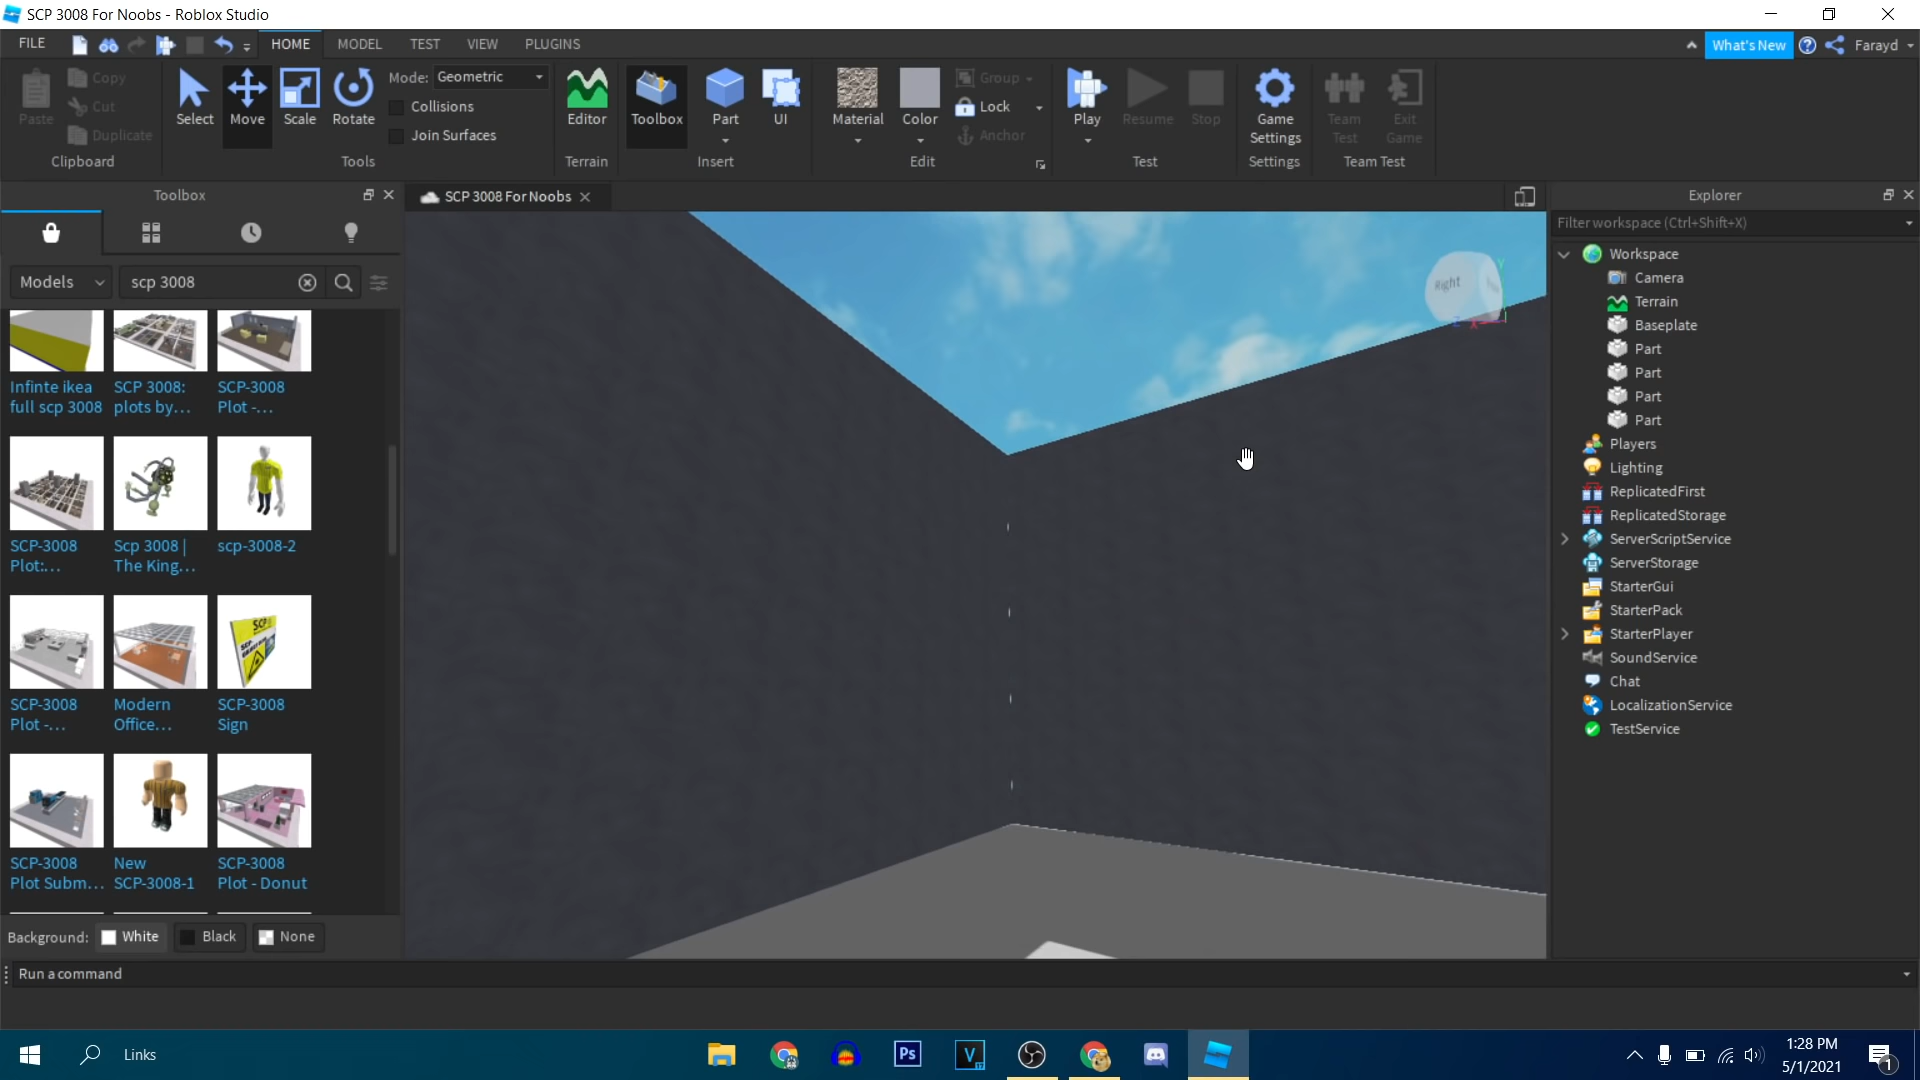 SCP 3008 For Noobs - Roblox Studio
FILE
HOME
MODEL
TEST
VIEW
PLUGINS
What's New
Farayd
Paste
Copy
Cut
Duplicate
Clipboard
Select
Move
Scale
Rotate
Mode: Geometric
Collisions
Join Surfaces
Tools
Editor
Terrain
Toolbox
Part
UI
Insert
Material
Color
Group
Lock
Anchor
Edit
Play
Resume
Stop
Test
Game
Settings
Settings
Team
Test
Exit
Game
Team Test
Toolbox
SCP 3008 For Noobs
Explorer
Filter workspace (Ctrl+Shift+X)
Models
scp 3008
Infinte ikea
full scp 3008
SCP 3008:
plots by...
SCP-3008
Plot -...
SCP-3008
Plot:...
Scp 3008 |
The King...
scp-3008-2
SCP-3008
Plot -...
Modern
Office...
SCP-3008
Sign
SCP-3008
Plot Subm...
New
SCP-3008-1
SCP-3008
Plot - Donut
Background: White Black None
Right
Y
Z
X
Workspace
Camera
Terrain
Baseplate
Part
Part
Part
Part
Players
Lighting
ReplicatedFirst
ReplicatedStorage
ServerScriptService
ServerStorage
StarterGui
StarterPack
StarterPlayer
SoundService
Chat
LocalizationService
TestService
Run a command
Links
Ps
V
1:28 PM
5/1/2021
1